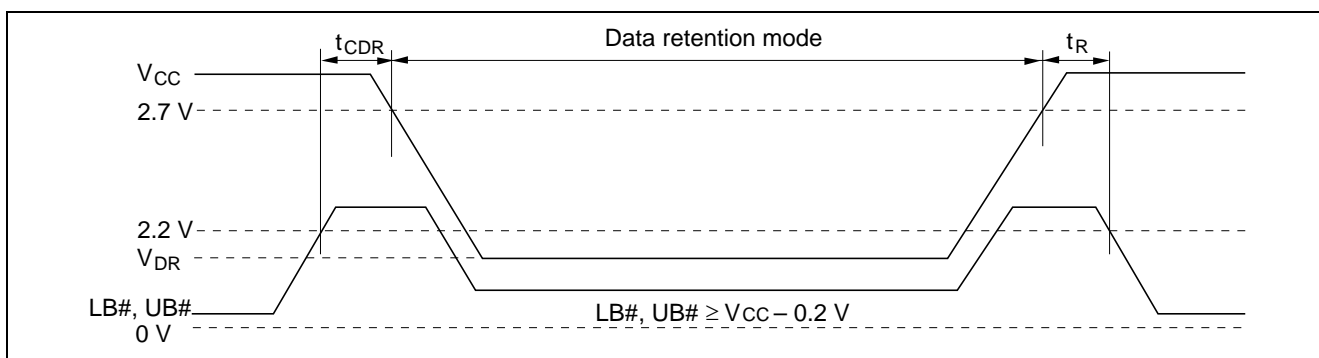 tCDR Data retention mode tR
VCC
2.7 V
2.2 V
VDR
LB#, UB#
LB#, UB# ≥ VCC – 0.2 V
0 V